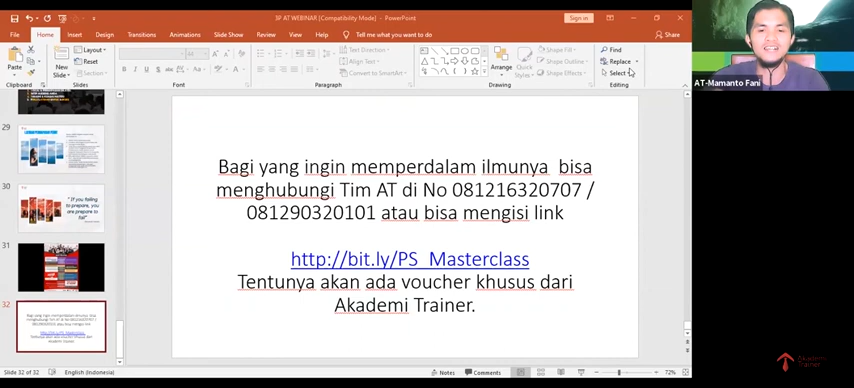 3P AT WEBINAR [Compatibility Mode] - PowerPoint
Sign in
File Home Insert Design Transitions Animations Slide Show Review View Help Tell me what you want to do Share
Paste
Clipboard
New Slide
Layout
Reset
Section
Slides
Font
Text Direction
Align Text
Convert to SmartArt
Paragraph
Arrange
Quick Styles
Shape Fill
Shape Outline
Shape Effects
Drawing
Find
Replace
Select
Editing
AT-Mamanto Fani
29
30
"If you failing
to prepare, you
are prepare to
fail"
31
32
Bagi yang ingin memperdalam ilmunya bisa
menghubungi Tim AT di No 081216320707 /
081290320101 atau bisa mengisi link
http://bit.ly/PS_Masterclass
Tentunya akan ada voucher khusus dari
Akademi Trainer.
Slide 32 of 32
English (Indonesia)
Notes
Comments
72%
Akademi
Trainer